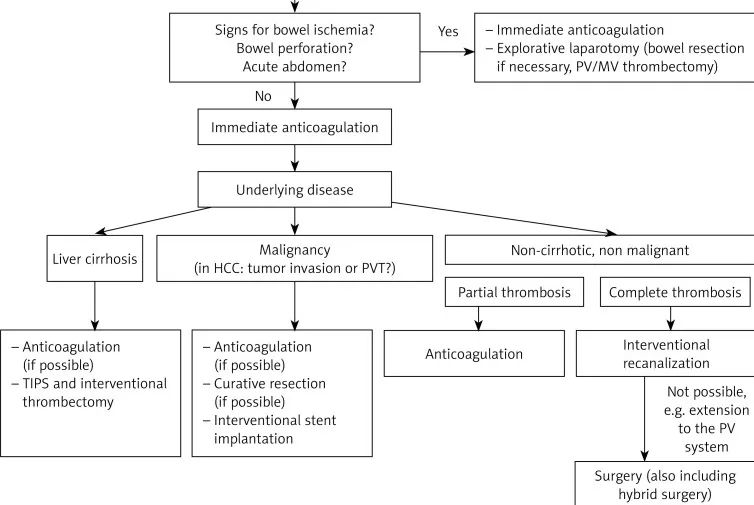 Signs for bowel ischemia?
Bowel perforation?
Acute abdomen?
Yes
– Immediate anticoagulation
– Explorative laparotomy (bowel resection
if necessary, PV/MV thrombectomy)
No
Immediate anticoagulation
Underlying disease
Liver cirrhosis
Malignancy
(in HCC: tumor invasion or PVT?)
Non-cirrhotic, non malignant
Partial thrombosis
Complete thrombosis
– Anticoagulation
(if possible)
– TIPS and interventional
thrombectomy
– Anticoagulation
(if possible)
– Curative resection
(if possible)
– Interventional stent
implantation
Anticoagulation
Interventional
recanalization
Not possible,
e.g. extension
to the PV
system
Surgery (also including
hybrid surgery)